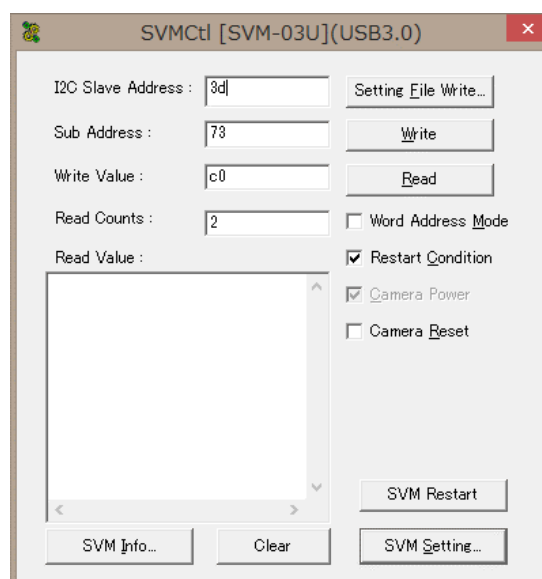 SVMCtl [SVM-03U](USB3.0)
I2C Slave Address : 3d Setting File Write...
Sub Address : 73 Write
Write Value : c0 Read
Read Counts : 2 Word Address Mode
Read Value : Restart Condition
Camera Power
Camera Reset
SVM Restart
SVM Info... Clear SVM Setting...